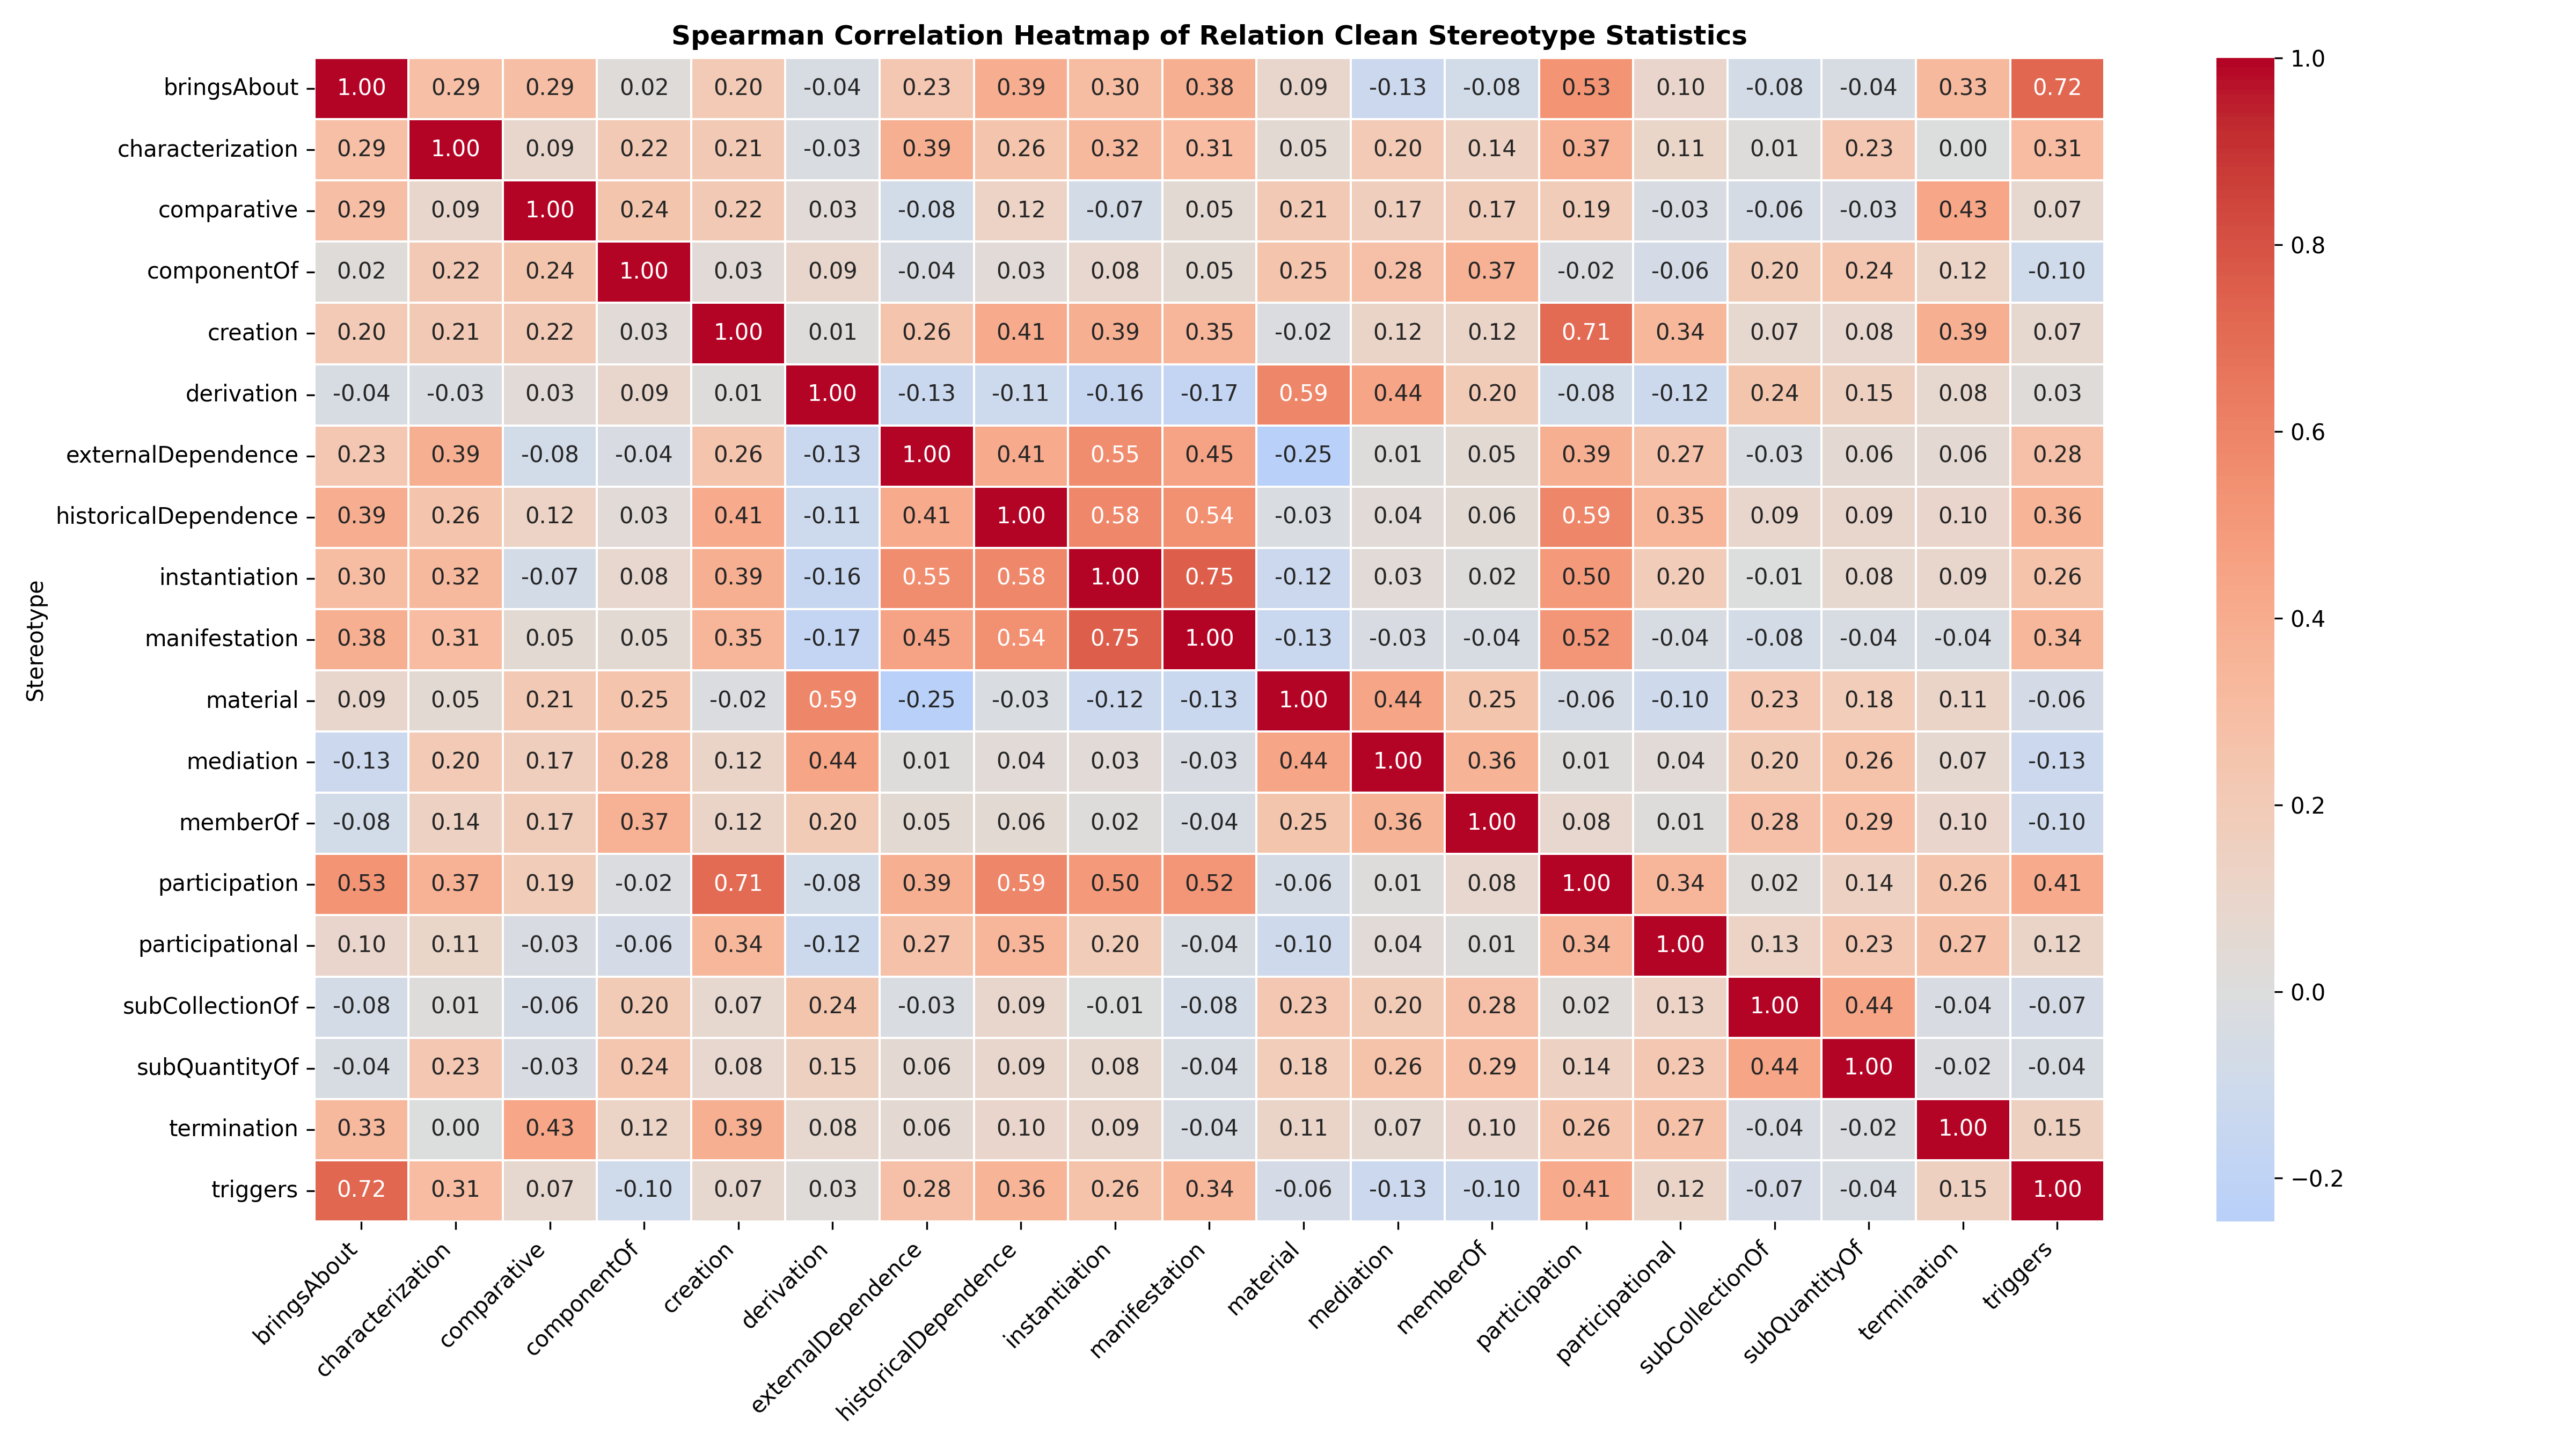 Spearman Correlation Heatmap of Relation Clean Stereotype Statistics
bringsAbout 1.00 0.29 0.29 0.02 0.20 -0.04 0.23 0.39 0.30 0.38 0.09 -0.13 -0.08 0.53 0.10 -0.08 -0.04 0.33 0.72
characterization 0.29 1.00 0.09 0.22 0.21 -0.03 0.39 0.26 0.32 0.31 0.05 0.20 0.14 0.37 0.11 0.01 0.23 0.00 0.31
comparative 0.29 0.09 1.00 0.24 0.22 0.03 -0.08 0.12 -0.07 0.05 0.21 0.17 0.17 0.19 -0.03 -0.06 -0.03 0.43 0.07
componentOf 0.02 0.22 0.24 1.00 0.03 0.09 -0.04 0.03 0.08 0.05 0.25 0.28 0.37 -0.02 -0.06 0.20 0.24 0.12 -0.10
creation 0.20 0.21 0.22 0.03 1.00 0.01 0.26 0.41 0.39 0.35 -0.02 0.12 0.12 0.71 0.34 0.07 0.08 0.39 0.07
derivation -0.04 -0.03 0.03 0.09 0.01 1.00 -0.13 -0.11 -0.16 -0.17 0.59 0.44 0.20 -0.08 -0.12 0.24 0.15 0.08 0.03
externalDependence 0.23 0.39 -0.08 -0.04 0.26 -0.13 1.00 0.41 0.55 0.45 -0.25 0.01 0.05 0.39 0.27 -0.03 0.06 0.06 0.28
historicalDependence 0.39 0.26 0.12 0.03 0.41 -0.11 0.41 1.00 0.58 0.54 -0.03 0.04 0.06 0.59 0.35 0.09 0.09 0.10 0.36
instantiation 0.30 0.32 -0.07 0.08 0.39 -0.16 0.55 0.58 1.00 0.75 -0.12 0.03 0.02 0.50 0.20 -0.01 0.08 0.09 0.26
manifestation 0.38 0.31 0.05 0.05 0.35 -0.17 0.45 0.54 0.75 1.00 -0.13 -0.03 -0.04 0.52 -0.04 -0.08 -0.04 -0.04 0.34
material 0.09 0.05 0.21 0.25 -0.02 0.59 -0.25 -0.03 -0.12 -0.13 1.00 0.44 0.25 -0.06 -0.10 0.23 0.18 0.11 -0.06
mediation -0.13 0.20 0.17 0.28 0.12 0.44 0.01 0.04 0.03 -0.03 0.44 1.00 0.36 0.01 0.04 0.20 0.26 0.07 -0.13
memberOf -0.08 0.14 0.17 0.37 0.12 0.20 0.05 0.06 0.02 -0.04 0.25 0.36 1.00 0.08 0.01 0.28 0.29 0.10 -0.10
participation 0.53 0.37 0.19 -0.02 0.71 -0.08 0.39 0.59 0.50 0.52 -0.06 0.01 0.08 1.00 0.34 0.02 0.14 0.26 0.41
participational 0.10 0.11 -0.03 -0.06 0.34 -0.12 0.27 0.35 0.20 -0.04 -0.10 0.04 0.01 0.34 1.00 0.13 0.23 0.27 0.12
subCollectionOf -0.08 0.01 -0.06 0.20 0.07 0.24 -0.03 0.09 -0.01 -0.08 0.23 0.20 0.28 0.02 0.13 1.00 0.44 -0.04 -0.07
subQuantityOf -0.04 0.23 -0.03 0.24 0.08 0.15 0.06 0.09 0.08 -0.04 0.18 0.26 0.29 0.14 0.23 0.44 1.00 -0.02 -0.04
termination 0.33 0.00 0.43 0.12 0.39 0.08 0.06 0.10 0.09 -0.04 0.11 0.07 0.10 0.26 0.27 -0.04 -0.02 1.00 0.15
triggers 0.72 0.31 0.07 -0.10 0.07 0.03 0.28 0.36 0.26 0.34 -0.06 -0.13 -0.10 0.41 0.12 -0.07 -0.04 0.15 1.00
Stereotype
bringsAbout
characterization
comparative
componentOf
creation
derivation
externalDependence
historicalDependence
instantiation
manifestation
material
mediation
memberOf
participation
participational
subCollectionOf
subQuantityOf
termination
triggers
1.0
0.8
0.6
0.4
0.2
0.0
−0.2